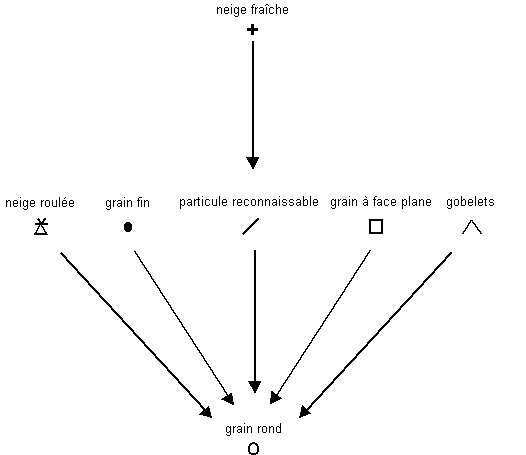 neige fraîche
neige roulée grain fin particule reconnaissable grain à face plane gobelets
grain rond